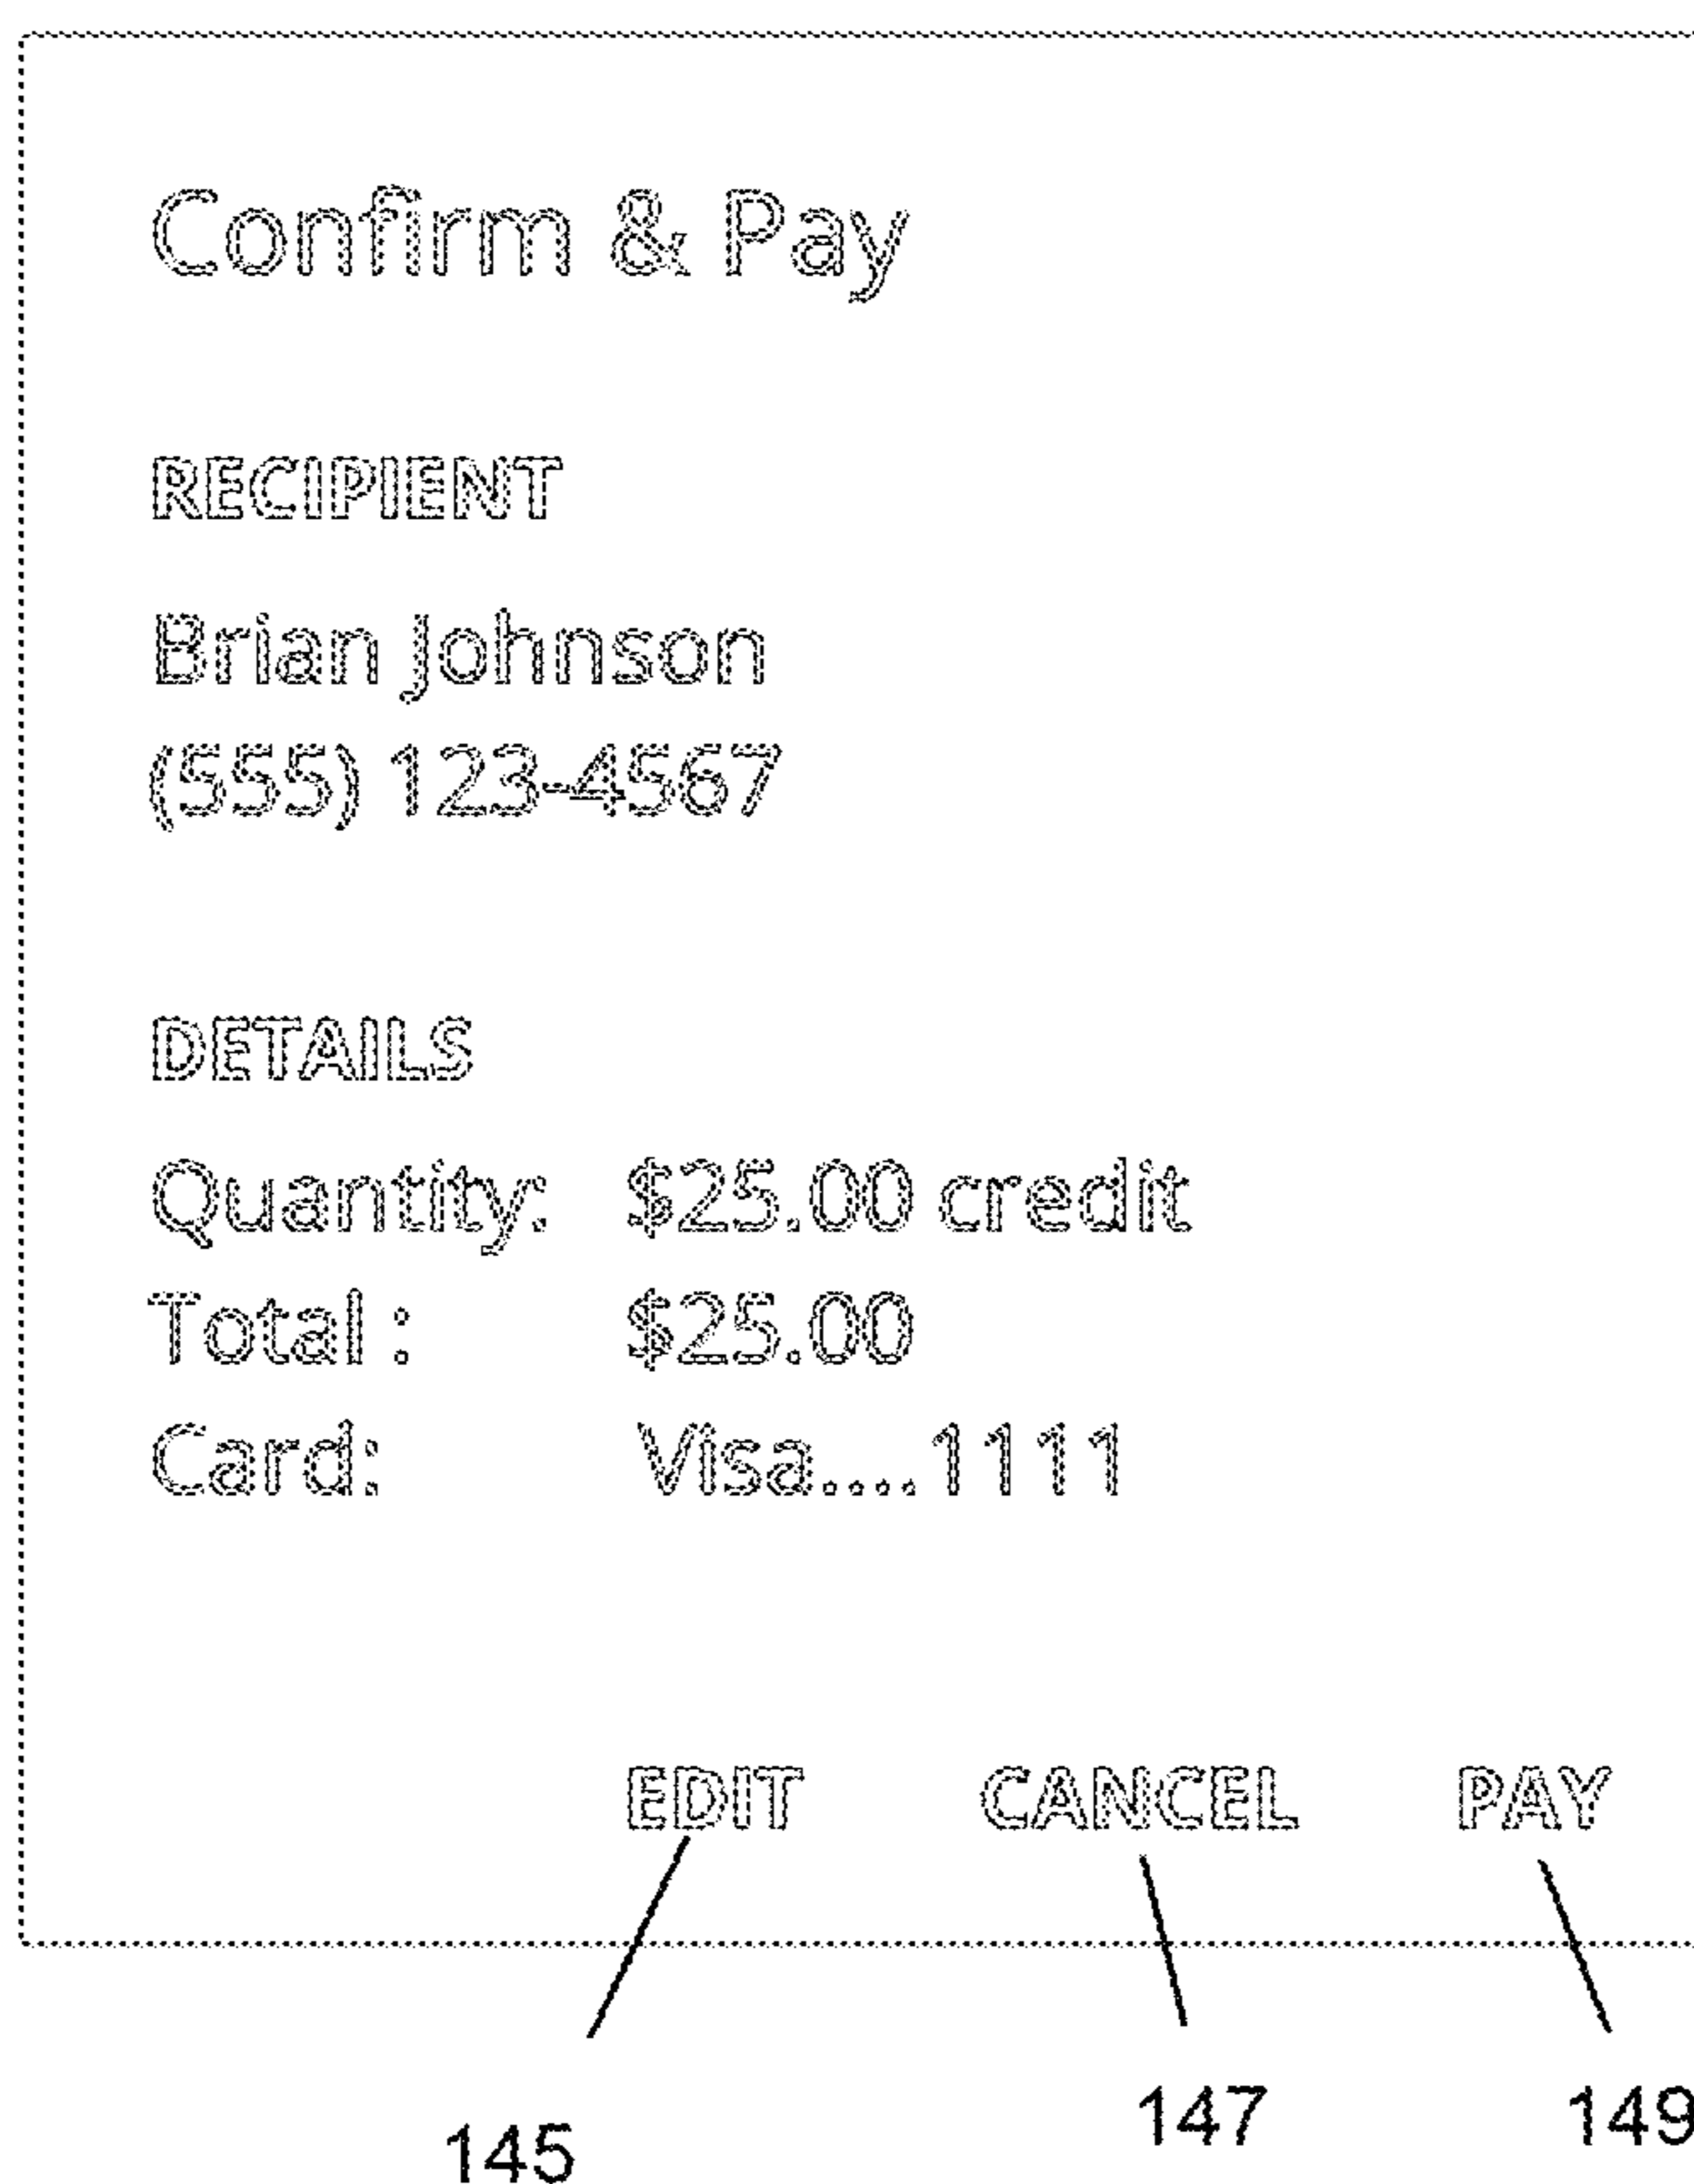 Confirm & Pay
RECIPIENT
Brian Johnson
(555) 123-4567
DETAILS
Quantity: $25.00 credit
Total : $25.00
Card: Visa....1111
EDIT CANCEL PAY
145 147 149